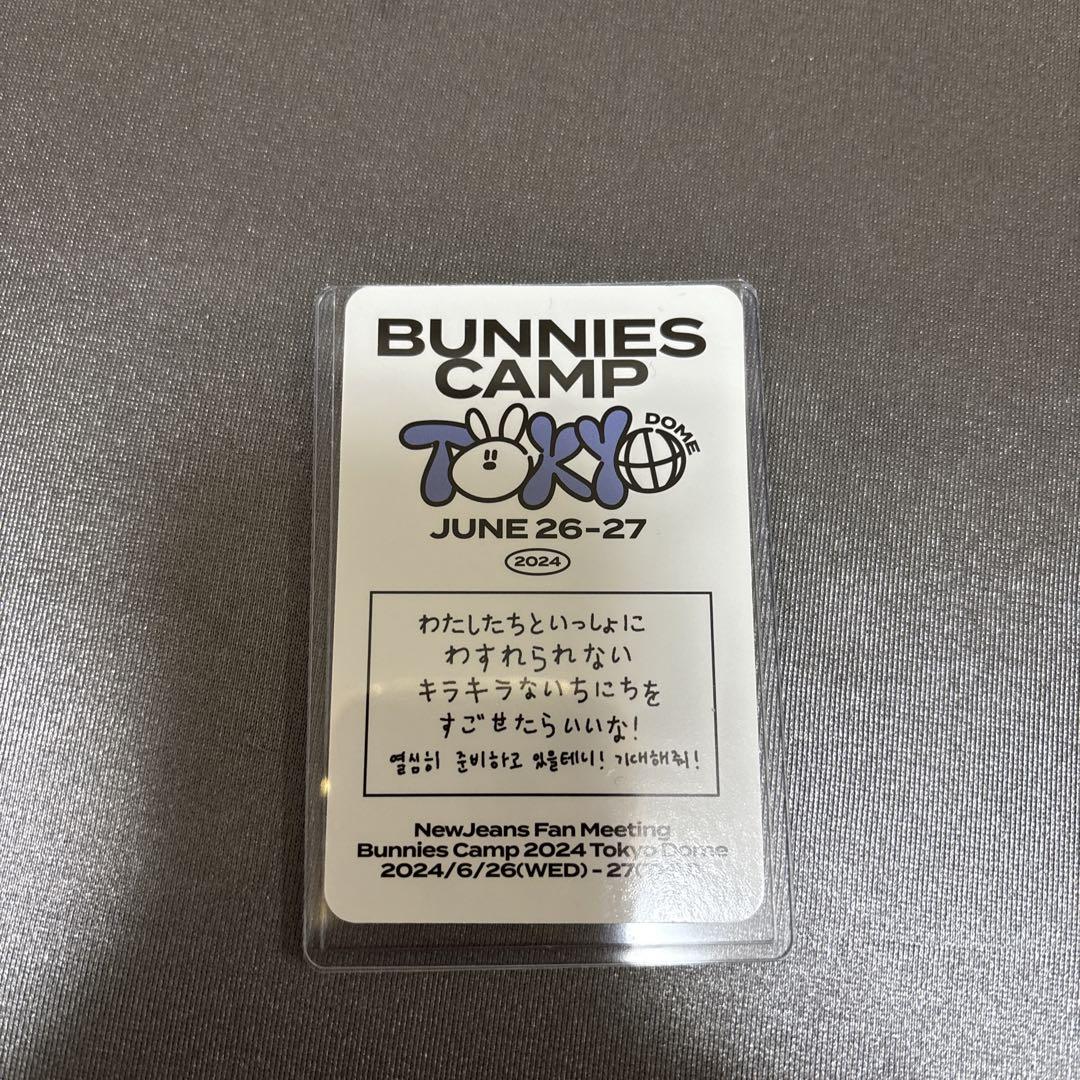 BUNNIES
CAMP
TOKYO
DOME
JUNE 26-27
2024
わたしたちといっしょに
わすれられない
キラキラないちにちを
すごせたらいいな!
열심히 준비하고 있을테니! 기대해줘!
NewJeans Fan Meeting
Bunnies Camp 2024 Tokyo Dome
2024/6/26(WED) - 27